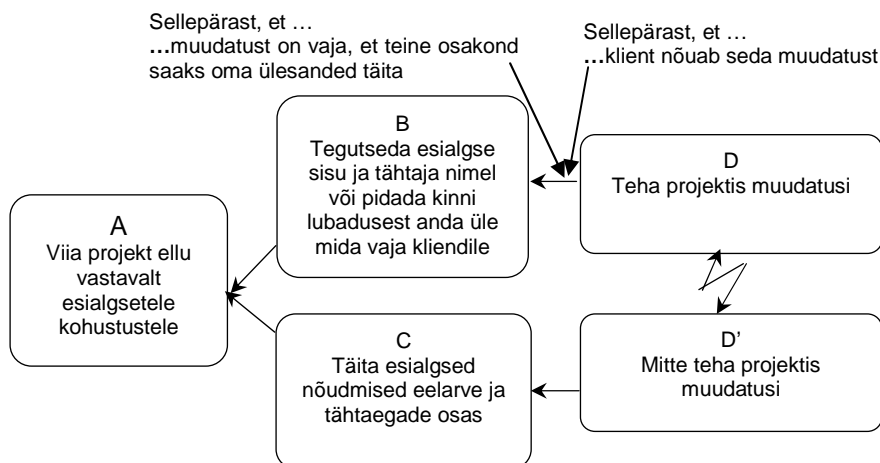 Sellepärast, et ...
...muudatust on vaja, et teine osakond
saaks oma ülesanded täita
Sellepärast, et ...
...klient nõuab seda muudatust
B
Tegutseda esialgse
sisu ja tähtaja nimel
või pidada kinni
lubadusest anda üle
mida vaja kliendile
D
Teha projektis muudatusi
A
Viia projekt ellu
vastavalt
esialgsetele
kohustustele
C
Täita esialgsed
nõudmised eelarve ja
tähtaegade osas
D'
Mitte teha projektis
muudatusi